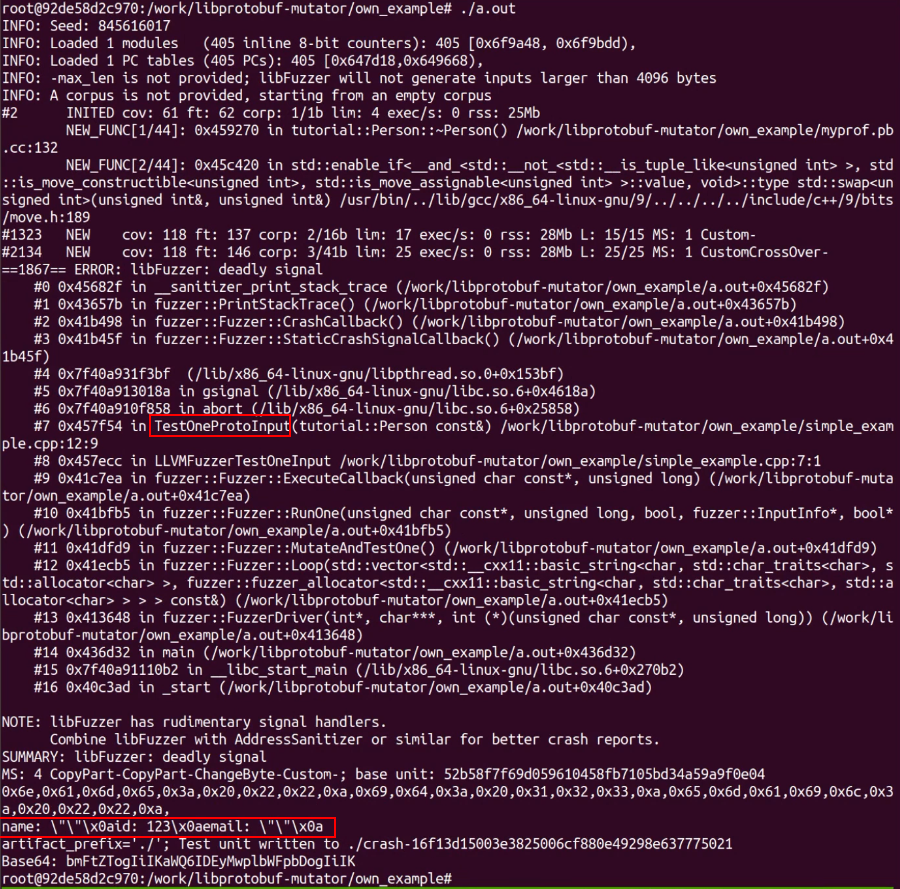 root@92de58d2c970:/work/libprotobuf-mutator/own_example# ./a.out
INFO: Seed: 845616017
INFO: Loaded 1 modules   (405 inline 8-bit counters): 405 [0x6f9a48, 0x6f9bdd),
INFO: Loaded 1 PC tables (405 PCs): 405 [0x647d18,0x649668),
INFO: -max_len is not provided; libFuzzer will not generate inputs larger than 4096 bytes
INFO: A corpus is not provided, starting from an empty corpus
#2      INITED cov: 61 ft: 62 corp: 1/1b lim: 4 exec/s: 0 rss: 25Mb
        NEW_FUNC[1/44]: 0x459270 in tutorial::Person::~Person() /work/libprotobuf-mutator/own_example/myprof.pb
.cc:132
        NEW_FUNC[2/44]: 0x45c420 in std::enable_if<__and_<std::__not_<std::__is_tuple_like<unsigned int> >, std
::is_move_constructible<unsigned int>, std::is_move_assignable<unsigned int> >::value, void>::type std::swap<un
signed int>(unsigned int&, unsigned int&) /usr/bin/../lib/gcc/x86_64-linux-gnu/9/../../../../include/c++/9/bits
/move.h:189
#1323   NEW    cov: 118 ft: 137 corp: 2/16b lim: 17 exec/s: 0 rss: 28Mb L: 15/15 MS: 1 Custom-
#2134   NEW    cov: 118 ft: 146 corp: 3/41b lim: 25 exec/s: 0 rss: 28Mb L: 25/25 MS: 1 CustomCrossOver-
==1867== ERROR: libFuzzer: deadly signal
    #0 0x45682f in __sanitizer_print_stack_trace (/work/libprotobuf-mutator/own_example/a.out+0x45682f)
    #1 0x43657b in fuzzer::PrintStackTrace() (/work/libprotobuf-mutator/own_example/a.out+0x43657b)
    #2 0x41b498 in fuzzer::Fuzzer::CrashCallback() (/work/libprotobuf-mutator/own_example/a.out+0x41b498)
    #3 0x41b45f in fuzzer::Fuzzer::StaticCrashSignalCallback() (/work/libprotobuf-mutator/own_example/a.out+0x4
1b45f)
    #4 0x7f40a931f3bf  (/lib/x86_64-linux-gnu/libpthread.so.0+0x153bf)
    #5 0x7f40a913018a in gsignal (/lib/x86_64-linux-gnu/libc.so.6+0x4618a)
    #6 0x7f40a910f858 in abort (/lib/x86_64-linux-gnu/libc.so.6+0x25858)
    #7 0x457f54 in TestOneProtoInput(tutorial::Person const&) /work/libprotobuf-mutator/own_example/simple_exam
ple.cpp:12:9
    #8 0x457ecc in LLVMFuzzerTestOneInput /work/libprotobuf-mutator/own_example/simple_example.cpp:7:1
    #9 0x41c7ea in fuzzer::Fuzzer::ExecuteCallback(unsigned char const*, unsigned long) (/work/libprotobuf-muta
tor/own_example/a.out+0x41c7ea)
    #10 0x41bfb5 in fuzzer::Fuzzer::RunOne(unsigned char const*, unsigned long, bool, fuzzer::InputInfo*, bool*
) (/work/libprotobuf-mutator/own_example/a.out+0x41bfb5)
    #11 0x41dfd9 in fuzzer::Fuzzer::MutateAndTestOne() (/work/libprotobuf-mutator/own_example/a.out+0x41dfd9)
    #12 0x41ecb5 in fuzzer::Fuzzer::Loop(std::vector<std::__cxx11::basic_string<char, std::char_traits<char>, s
td::allocator<char> >, fuzzer::fuzzer_allocator<std::__cxx11::basic_string<char, std::char_traits<char>, std::a
llocator<char> > > > const&) (/work/libprotobuf-mutator/own_example/a.out+0x41ecb5)
    #13 0x413648 in fuzzer::FuzzerDriver(int*, char***, int (*)(unsigned char const*, unsigned long)) (/work/li
bprotobuf-mutator/own_example/a.out+0x413648)
    #14 0x436d32 in main (/work/libprotobuf-mutator/own_example/a.out+0x436d32)
    #15 0x7f40a91110b2 in __libc_start_main (/lib/x86_64-linux-gnu/libc.so.6+0x270b2)
    #16 0x40c3ad in _start (/work/libprotobuf-mutator/own_example/a.out+0x40c3ad)
NOTE: libFuzzer has rudimentary signal handlers.
      Combine libFuzzer with AddressSanitizer or similar for better crash reports.
SUMMARY: libFuzzer: deadly signal
MS: 4 CopyPart-CopyPart-ChangeByte-Custom-; base unit: 52b58f7f69d059610458fb7105bd34a59a9f0e04
0x6e,0x61,0x6d,0x65,0x3a,0x20,0x22,0x22,0xa,0x69,0x64,0x3a,0x20,0x31,0x32,0x33,0xa,0x65,0x6d,0x61,0x69,0x6c,0x3
a,0x20,0x22,0x22,0xa,
name: \"\"\x0aid: 123\x0aemail: \"\"\x0a
artifact_prefix='./'; Test unit written to ./crash-16f13d15003e3825006cf880e49298e637775021
Base64: bmFtZTogIiIKaWQ6IDEyMwplbWFpbDogIiIK
root@92de58d2c970:/work/libprotobuf-mutator/own_example#